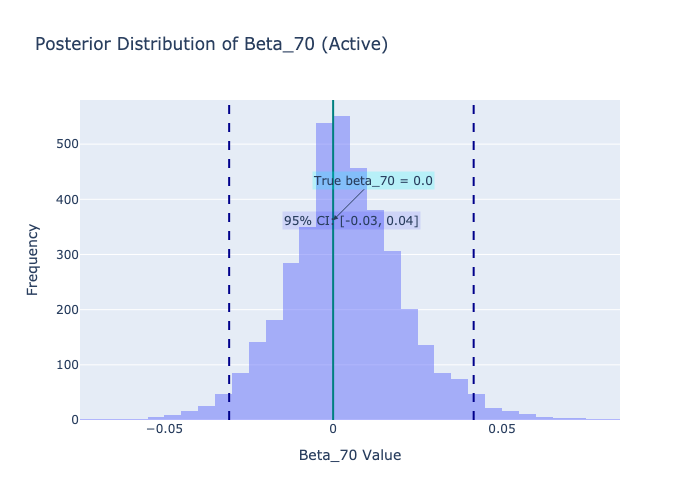 Posterior Distribution of Beta_70 (Active)
500
True beta_70 = 0.0
400
95% CI: [-0.03, 0.04]
300
200
100
0
−0.05
0
0.05
Frequency
Beta_70 Value